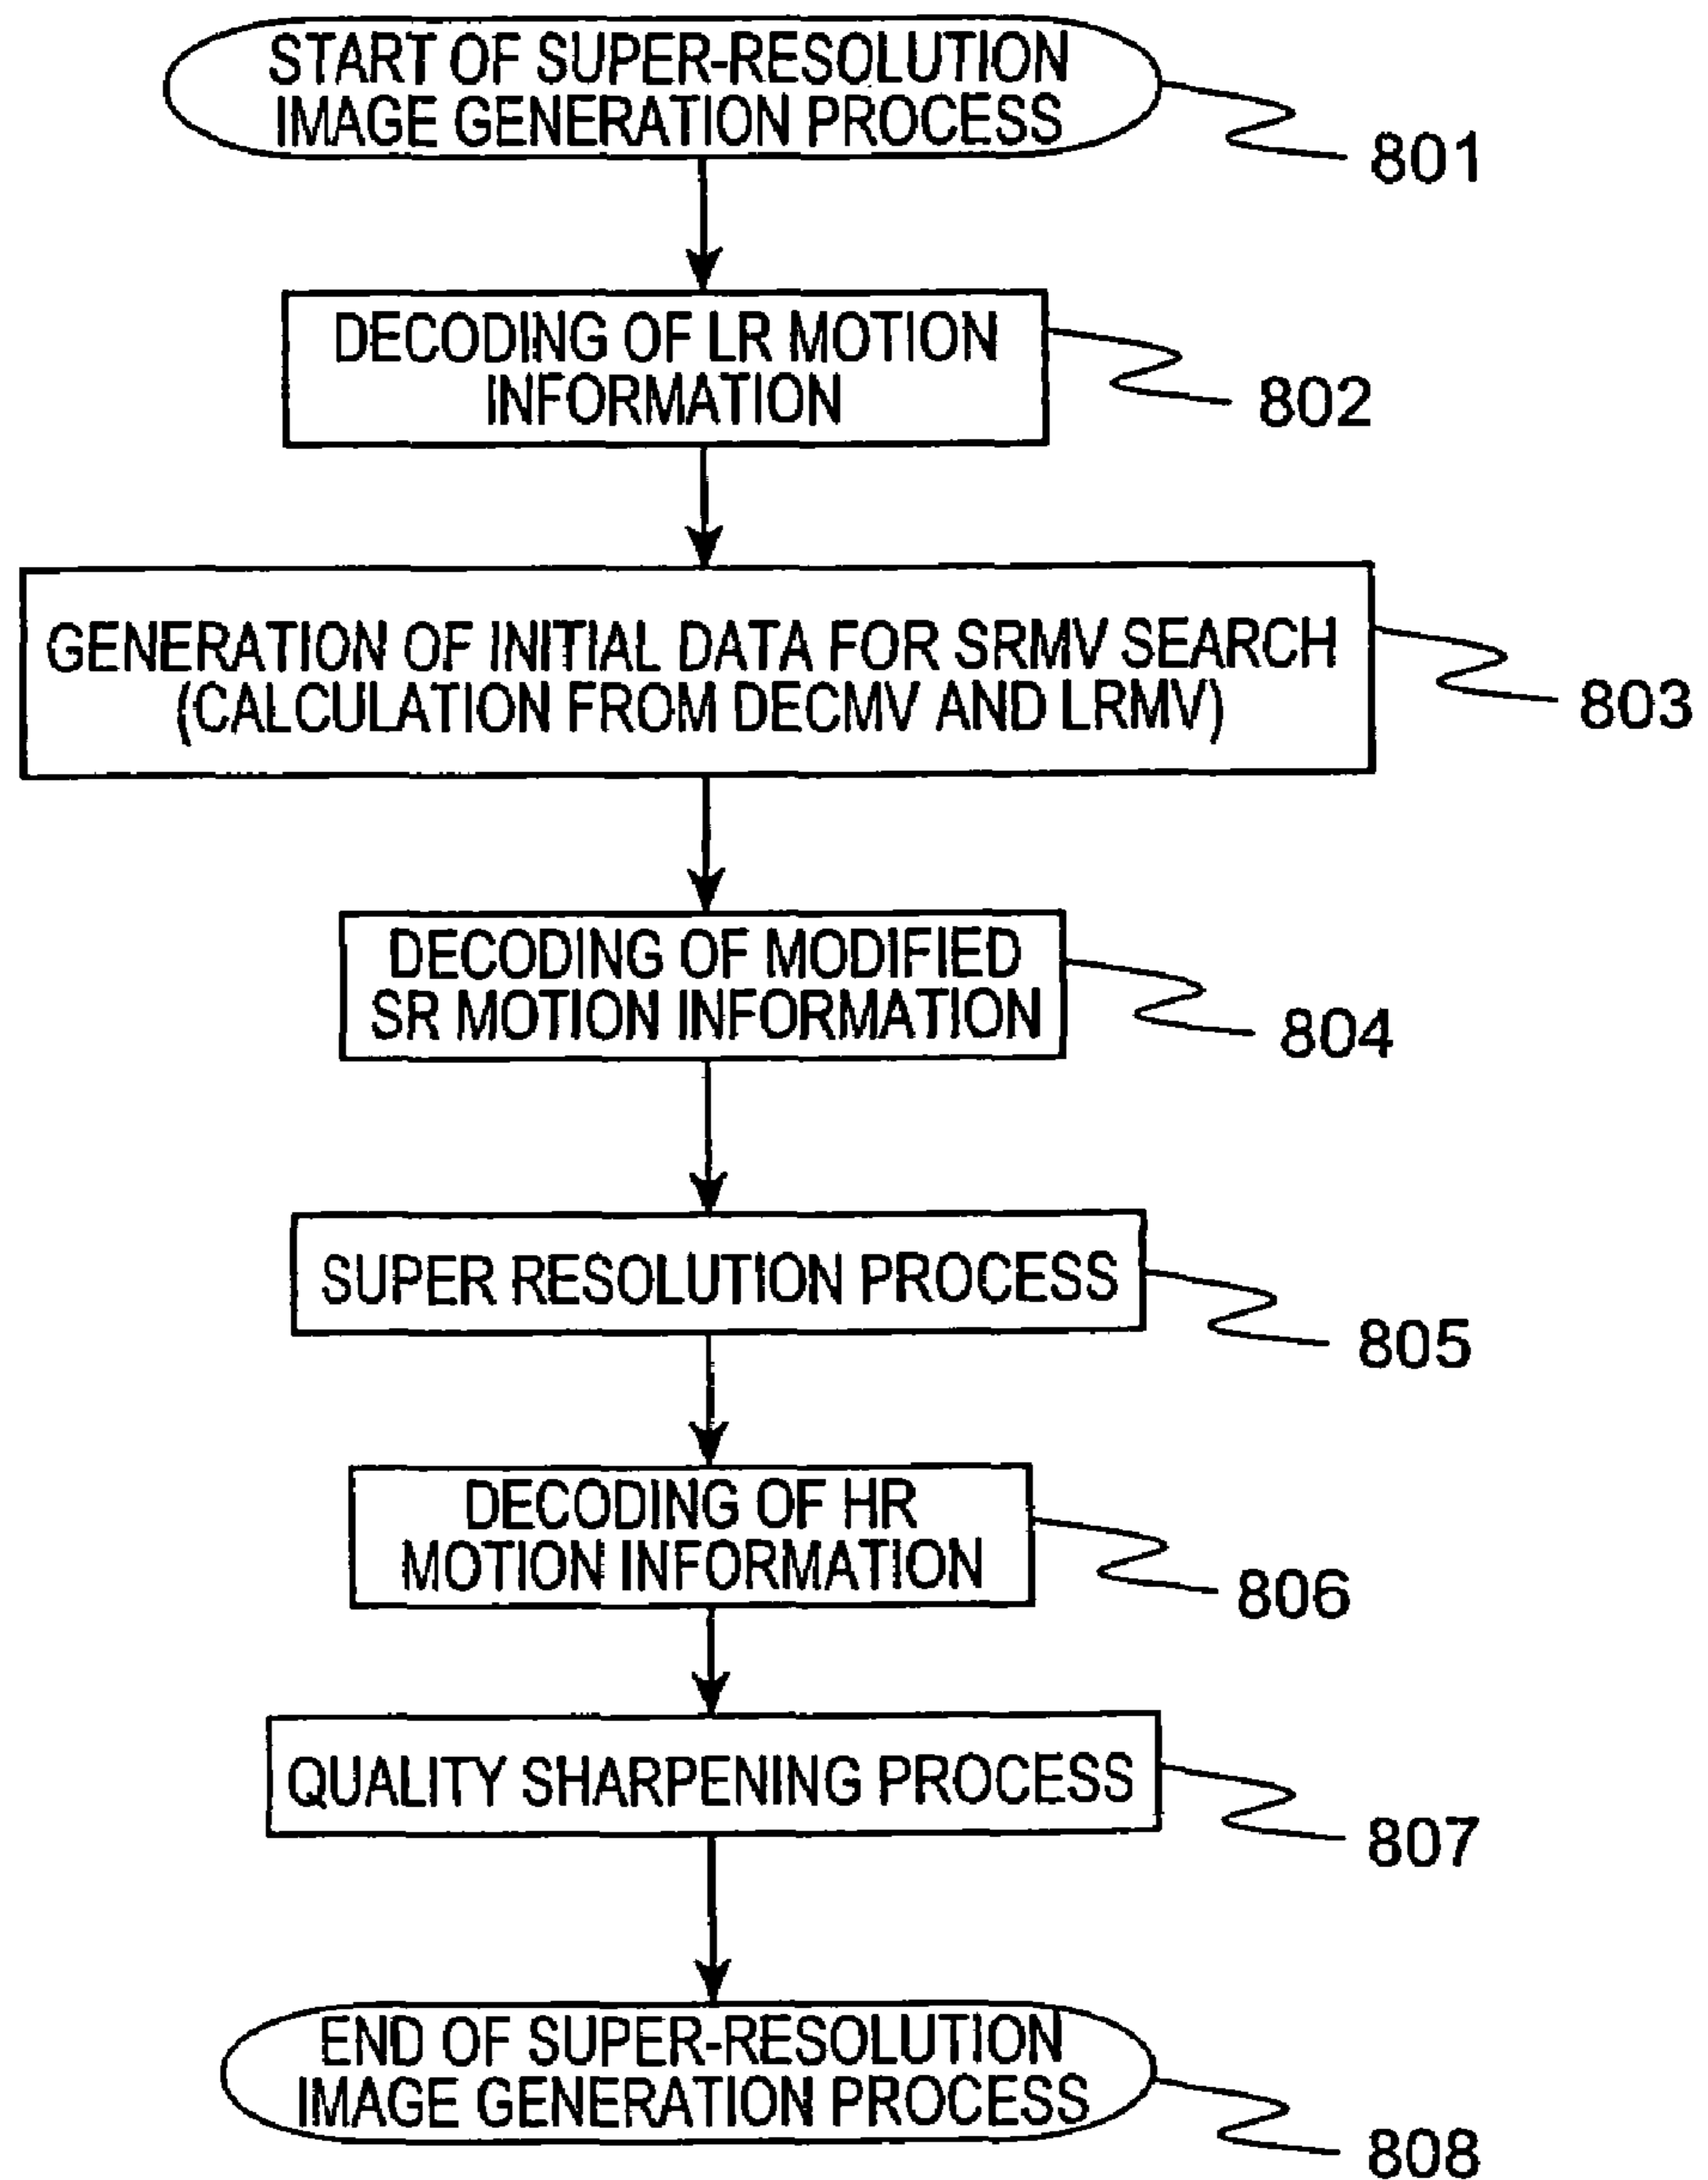 START OF SUPER-RESOLUTION
IMAGE GENERATION PROCESS
801
DECODING OF LR MOTION
INFORMATION
802
GENERATION OF INITIAL DATA FOR SRMV SEARCH
(CALCULATION FROM DECMV AND LRMV)
803
DECODING OF MODIFIED
SR MOTION INFORMATION
804
SUPER RESOLUTION PROCESS
805
DECODING OF HR
MOTION INFORMATION
806
QUALITY SHARPENING PROCESS
807
END OF SUPER-RESOLUTION
IMAGE GENERATION PROCESS
808